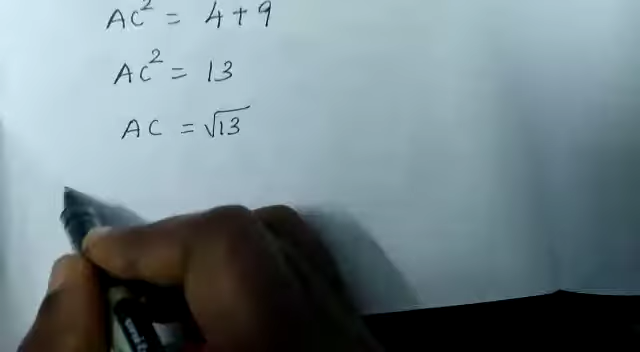 AC² = 4+9
AC² = 13
AC = √13